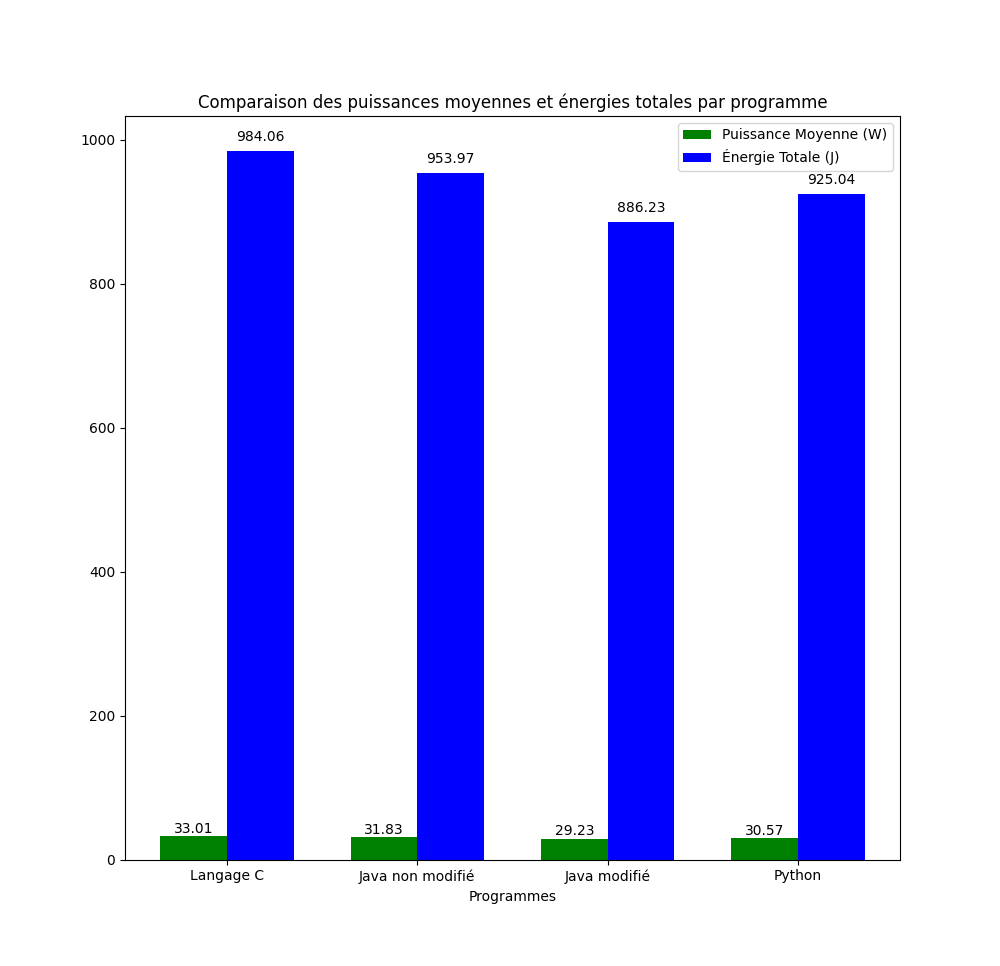 Comparaison des puissances moyennes et énergies totales par programme
Puissance Moyenne (W)
Énergie Totale (J)
1000
800
600
400
200
0
984.06
953.97
886.23
925.04
33.01
31.83
29.23
30.57
Langage C
Java non modifié
Java modifié
Python
Programmes